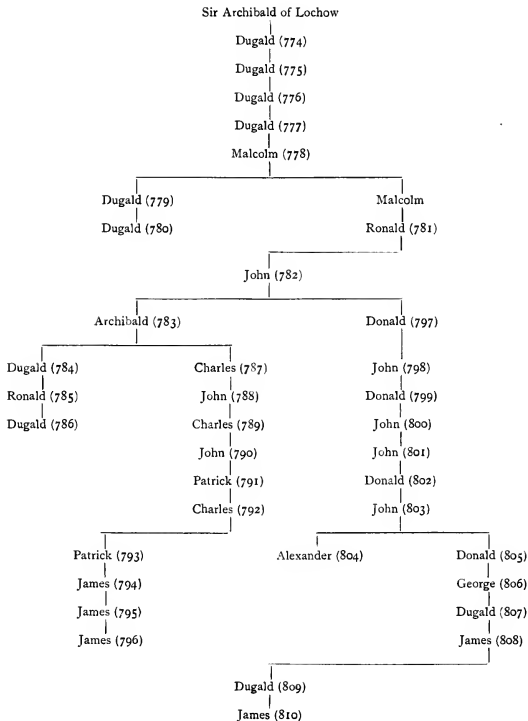 Sir Archibald of Lochow
Dugald (774)
Dugald (775)
Dugald (776)
Dugald (777)
Malcolm (778)
Dugald (779) Malcolm
Dugald (780) Ronald (781)
John (782)
Archibald (783) Donald (797)
Dugald (784) Charles (787) John (798)
Ronald (785) John (788) Donald (799)
Dugald (786) Charles (789) John (800)
John (790) John (801)
Patrick (791) Donald (802)
Charles (792) John (803)
Patrick (793) Alexander (804) Donald (805)
James (794) George (806)
James (795) Dugald (807)
James (796) James (808)
Dugald (809)
James (810)